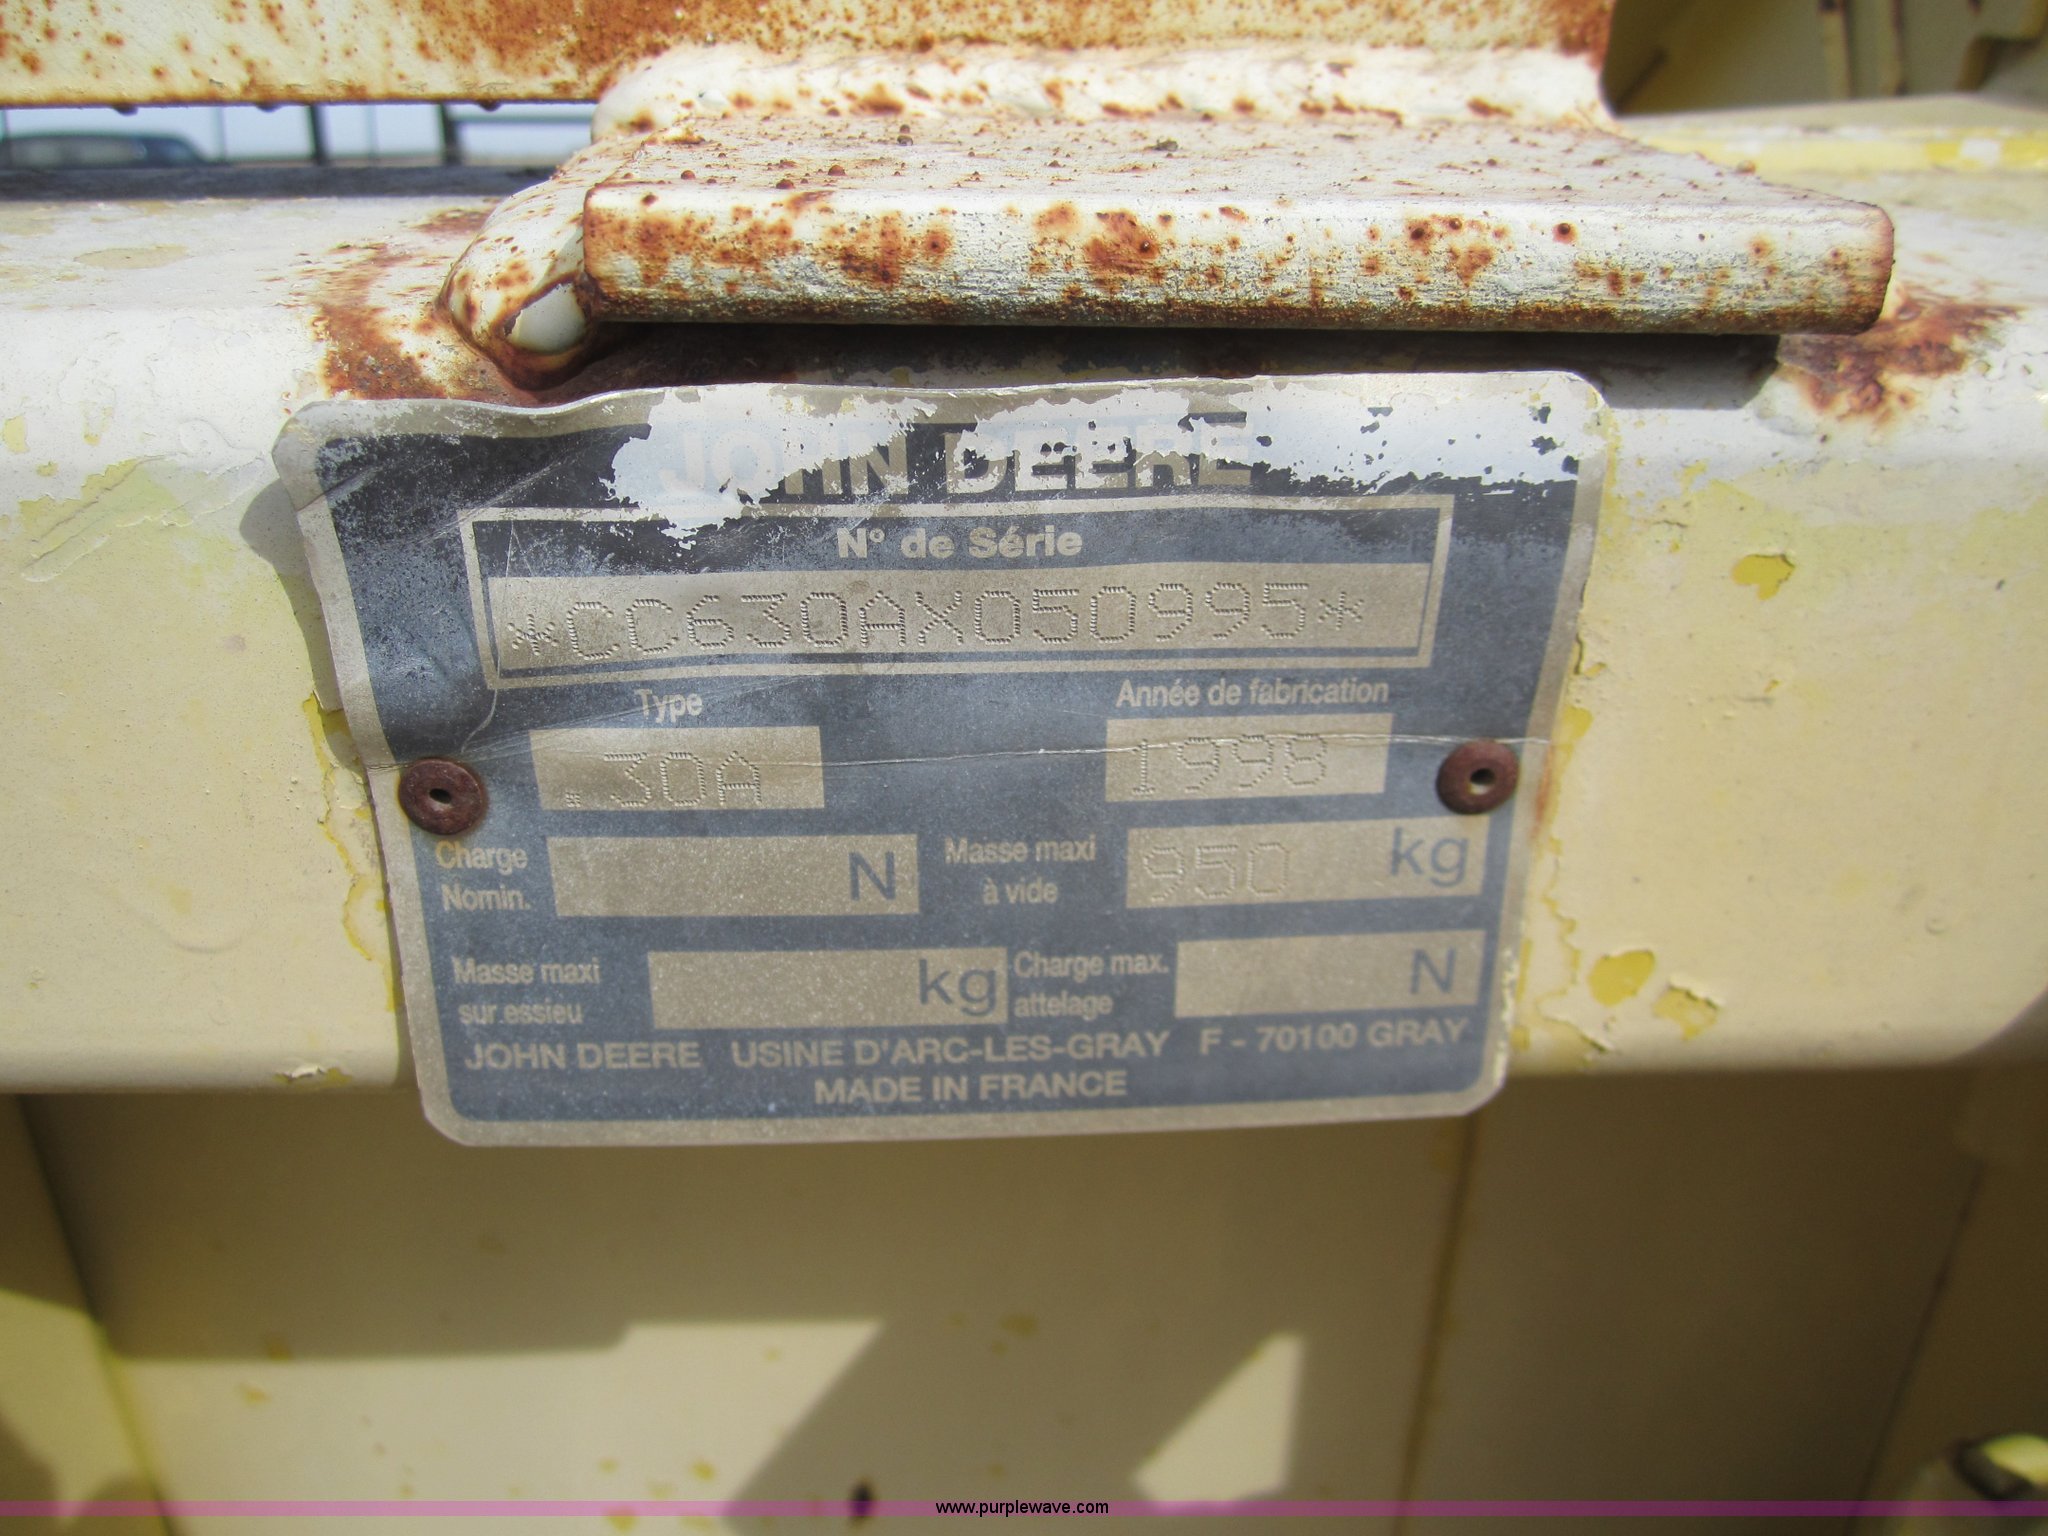 JOHN DEERE
N° de Série
*CC630AX050995*
Type Année de fabrication
.30A 1998
Charge Nomin. N Masse maxi à vide 950 kg
Masse maxi sur essieu kg Charge max. attelage N
JOHN DEERE USINE D'ARC-LES-GRAY F - 70100 GRAY
MADE IN FRANCE
www.purplewave.com